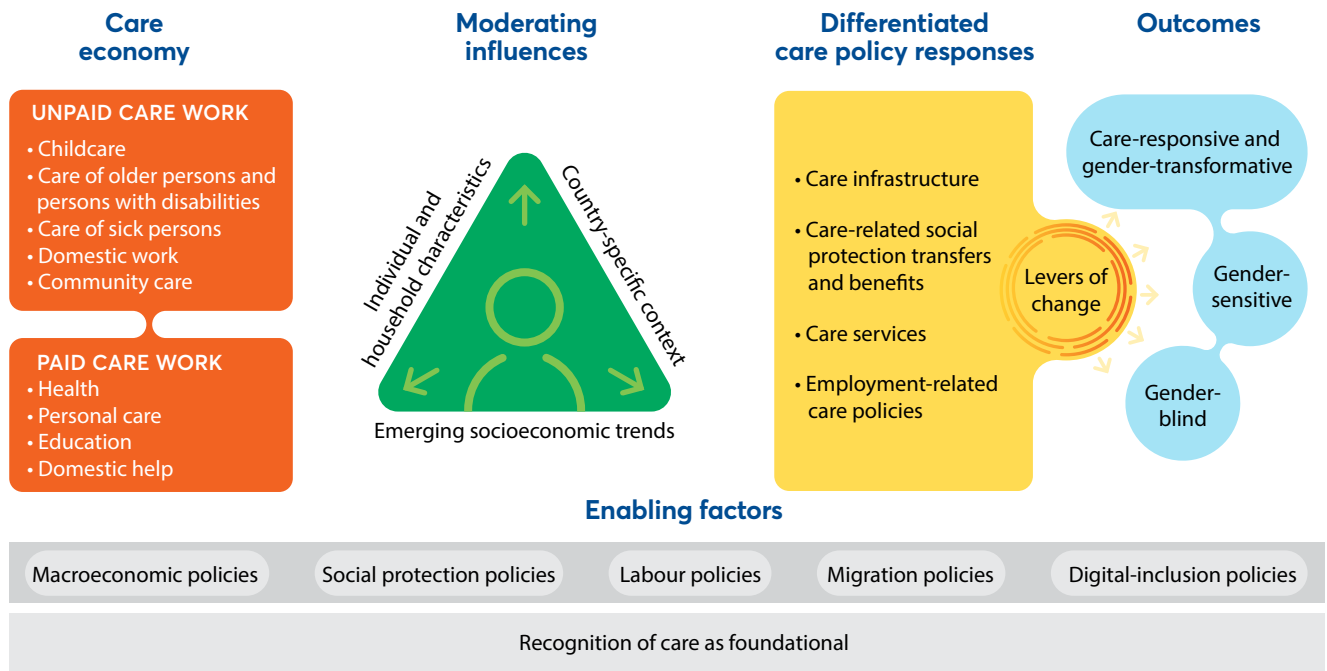 Care
economy
UNPAID CARE WORK
• Childcare
• Care of older persons and
persons with disabilities
• Care of sick persons
• Domestic work
• Community care
PAID CARE WORK
• Health
• Personal care
• Education
• Domestic help
Moderating
influences
Individual and
household characteristics
Country-specific context
Emerging socioeconomic trends
Differentiated
care policy responses
• Care infrastructure
• Care-related social
protection transfers
and benefits
• Care services
• Employment-related
care policies
Levers of
change
Outcomes
Care-responsive and
gender-transformative
Gender-
sensitive
Gender-
blind
Enabling factors
Macroeconomic policies
Social protection policies
Labour policies
Migration policies
Digital-inclusion policies
Recognition of care as foundational